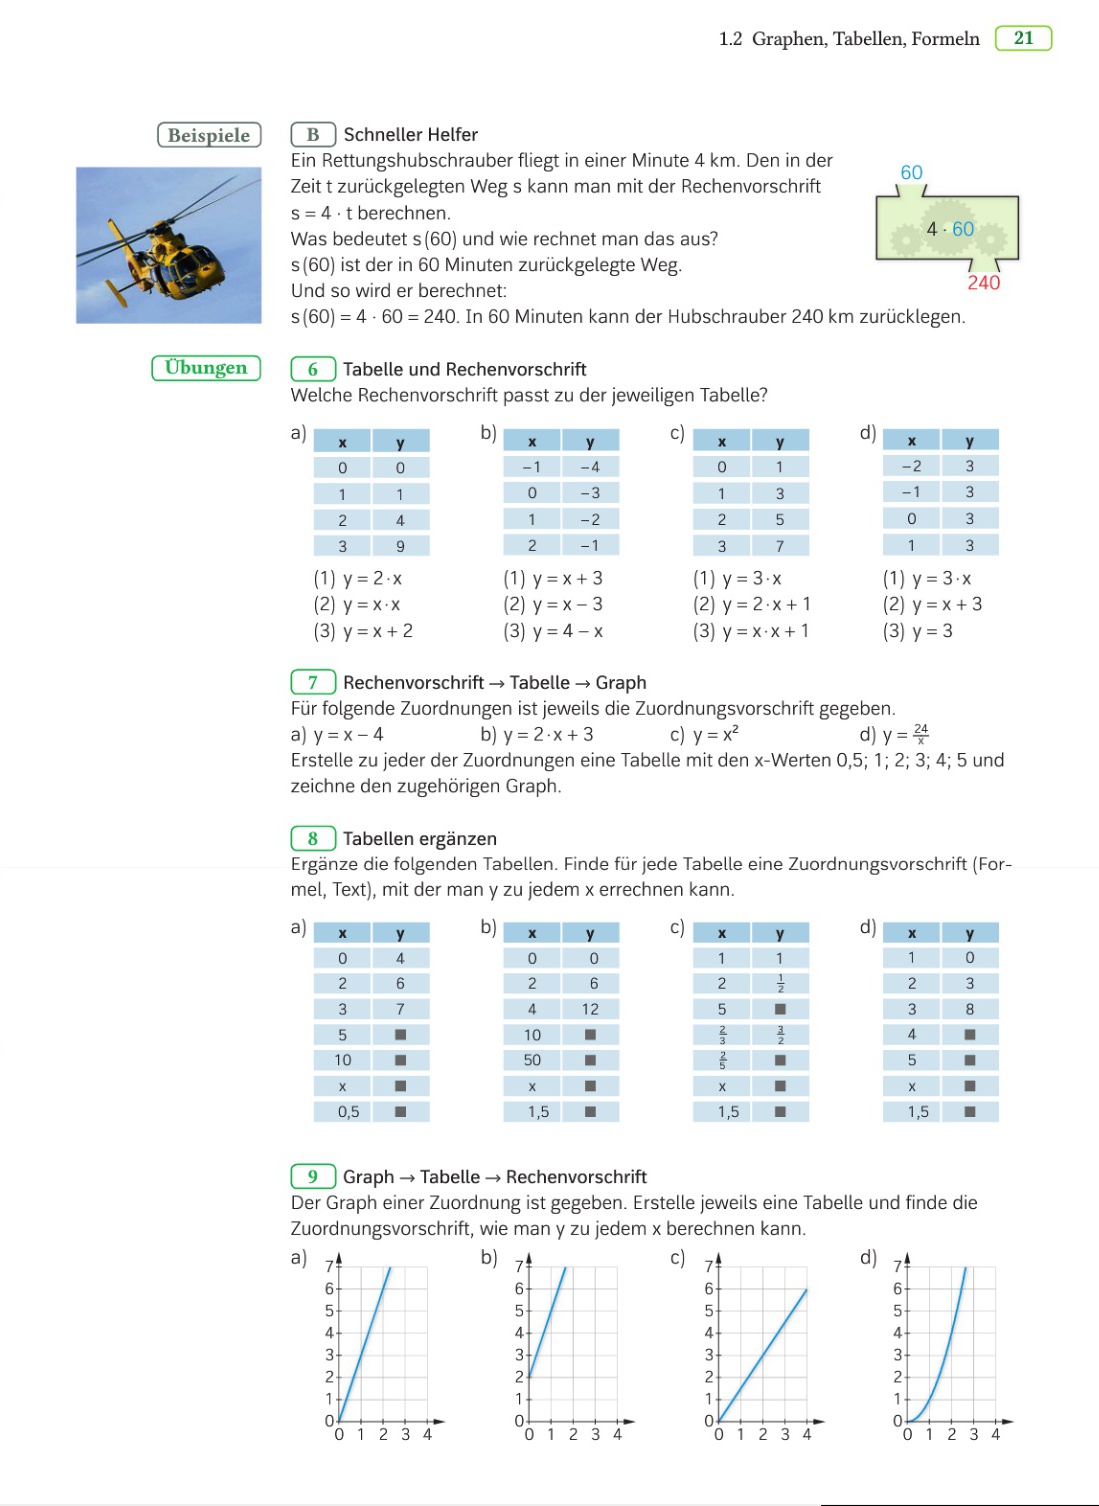 1.2 Graphen, Tabellen, Formeln 21
Beispiele
B Schneller Helfer
Ein Rettungshubschrauber fliegt in einer Minute 4 km. Den in der
Zeit t zurückgelegten Weg s kann man mit der Rechenvorschrift
s = 4 · t berechnen.
Was bedeutet s (60) und wie rechnet man das aus?
s (60) ist der in 60 Minuten zurückgelegte Weg.
Und so wird er berechnet:
s (60) = 4 · 60 = 240. In 60 Minuten kann der Hubschrauber 240 km zurücklegen.
60
4 · 60
240
Übungen
6 Tabelle und Rechenvorschrift
Welche Rechenvorschrift passt zu der jeweiligen Tabelle?
a) x y b) x y c) x y d) x y
0 0 −1 −4 0 1 −2 3
1 1 0 −3 1 3 −1 3
2 4 1 −2 2 5 0 3
3 9 2 −1 3 7 1 3
(1) y = 2 · x (1) y = x + 3 (1) y = 3 · x (1) y = 3 · x
(2) y = x · x (2) y = x − 3 (2) y = 2 · x + 1 (2) y = x + 3
(3) y = x + 2 (3) y = 4 − x (3) y = x · x + 1 (3) y = 3
7 Rechenvorschrift → Tabelle → Graph
Für folgende Zuordnungen ist jeweils die Zuordnungsvorschrift gegeben.
a) y = x − 4 b) y = 2 · x + 3 c) y = x² d) y = 24/x
Erstelle zu jeder der Zuordnungen eine Tabelle mit den x-Werten 0,5; 1; 2; 3; 4; 5 und
zeichne den zugehörigen Graph.
8 Tabellen ergänzen
Ergänze die folgenden Tabellen. Finde für jede Tabelle eine Zuordnungsvorschrift (For-
mel, Text), mit der man y zu jedem x errechnen kann.
a) x y b) x y c) x y d) x y
0 4 0 0 1 1 1 0
2 6 2 6 2 1/2 2 3
3 7 4 12 5 ■ 3 8
5 ■ 10 ■ 2/3 3/2 4 ■
10 ■ 50 ■ 2/5 ■ 5 ■
x ■ x ■ x ■ x ■
0,5 ■ 1,5 ■ 1,5 ■ 1,5 ■
9 Graph → Tabelle → Rechenvorschrift
Der Graph einer Zuordnung ist gegeben. Erstelle jeweils eine Tabelle und finde die
Zuordnungsvorschrift, wie man y zu jedem x berechnen kann.
a) b) c) d)
7 7 7 7
6 6 6 6
5 5 5 5
4 4 4 4
3 3 3 3
2 2 2 2
1 1 1 1
0 0 0 0
0 1 2 3 4 0 1 2 3 4 0 1 2 3 4 0 1 2 3 4